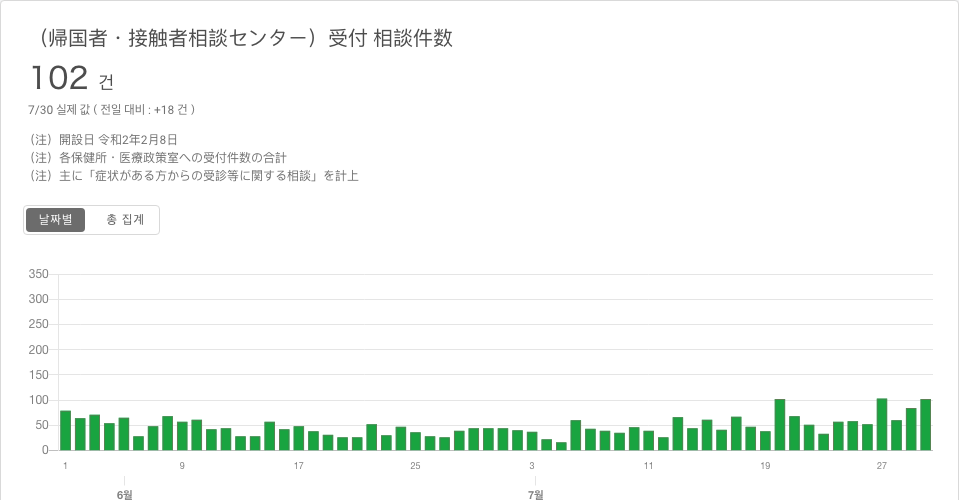 （帰国者・接触者相談センター）受付 相談件数
102 건
7/30 실제 값 ( 전일 대비 : +18 건 )
（注）開設日 令和2年2月8日
（注）各保健所・医療政策室への受付件数の合計
（注）主に「症状がある方からの受診等に関する相談」を計上
날짜별 총 집계
350
300
250
200
150
100
50
0
1 9 17 25 3 11 19 27
6월 7월